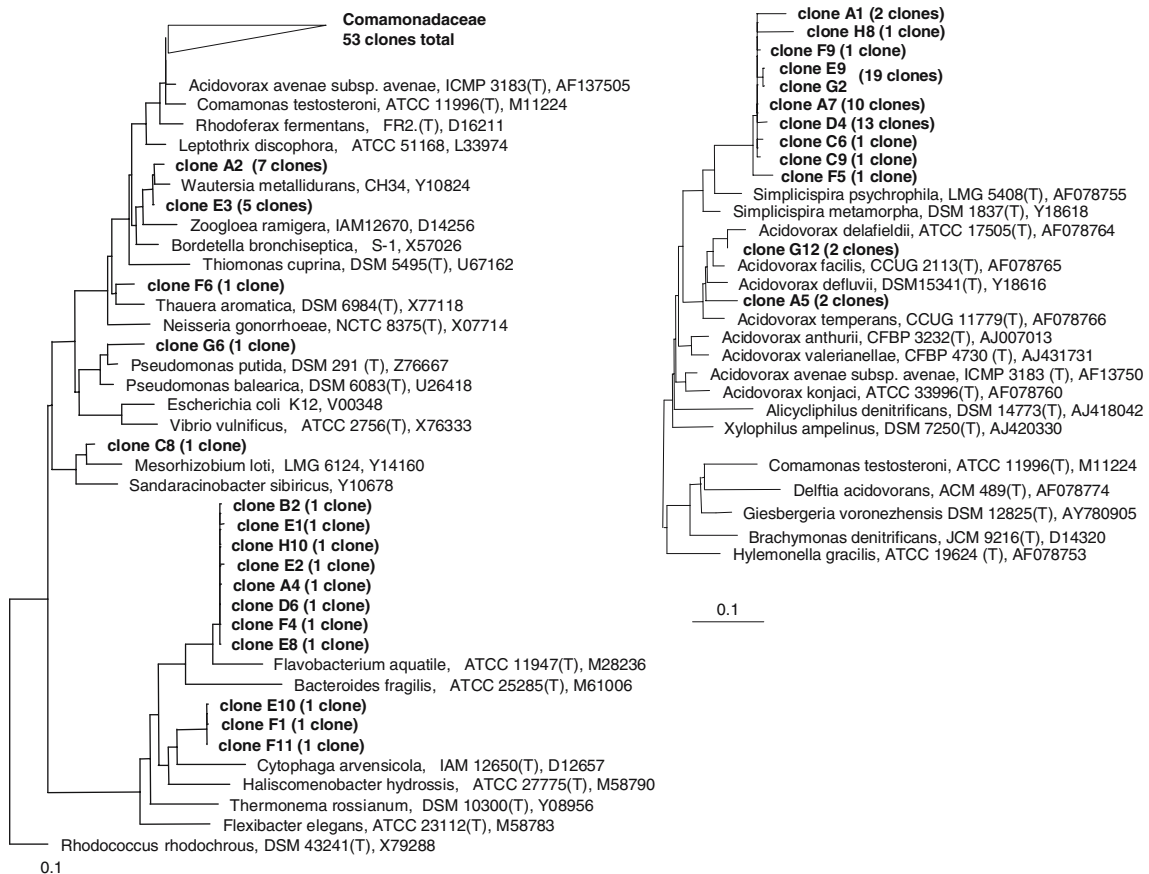 Comamonadaceae
53 clones total
Acidovorax avenae subsp. avenae, ICMP 3183(T), AF137505
Comamonas testosteroni, ATCC 11996(T), M11224
Rhodoferax fermentans, FR2.(T), D16211
Leptothrix discophora, ATCC 51168, L33974
clone A2 (7 clones)
Wautersia metallidurans, CH34, Y10824
clone E3 (5 clones)
Zoogloea ramigera, IAM12670, D14256
Bordetella bronchiseptica, S-1, X57026
Thiomonas cuprina, DSM 5495(T), U67162
clone F6 (1 clone)
Thauera aromatica, DSM 6984(T), X77118
Neisseria gonorrhoeae, NCTC 8375(T), X07714
clone G6 (1 clone)
Pseudomonas putida, DSM 291 (T), Z76667
Pseudomonas balearica, DSM 6083(T), U26418
Escherichia coli K12, V00348
Vibrio vulnificus, ATCC 2756(T), X76333
clone C8 (1 clone)
Mesorhizobium loti, LMG 6124, Y14160
Sandaracinobacter sibiricus, Y10678
clone B2 (1 clone)
clone E1(1 clone)
clone H10 (1 clone)
clone E2 (1 clone)
clone A4 (1 clone)
clone D6 (1 clone)
clone F4 (1 clone)
clone E8 (1 clone)
Flavobacterium aquatile, ATCC 11947(T), M28236
Bacteroides fragilis, ATCC 25285(T), M61006
clone E10 (1 clone)
clone F1 (1 clone)
clone F11 (1 clone)
Cytophaga arvensicola, IAM 12650(T), D12657
Haliscomenobacter hydrossis, ATCC 27775(T), M58790
Thermonema rossianum, DSM 10300(T), Y08956
Flexibacter elegans, ATCC 23112(T), M58783
Rhodococcus rhodochrous, DSM 43241(T), X79288
0.1
clone A1 (2 clones)
clone H8 (1 clone)
clone F9 (1 clone)
clone E9
(19 clones)
clone G2
clone A7 (10 clones)
clone D4 (13 clones)
clone C6 (1 clone)
clone C9 (1 clone)
clone F5 (1 clone)
Simplicispira psychrophila, LMG 5408(T), AF078755
Simplicispira metamorpha, DSM 1837(T), Y18618
Acidovorax delafieldii, ATCC 17505(T), AF078764
clone G12 (2 clones)
Acidovorax facilis, CCUG 2113(T), AF078765
Acidovorax defluvii, DSM15341(T), Y18616
clone A5 (2 clones)
Acidovorax temperans, CCUG 11779(T), AF078766
Acidovorax anthurii, CFBP 3232(T), AJ007013
Acidovorax valerianellae, CFBP 4730 (T), AJ431731
Acidovorax avenae subsp. avenae, ICMP 3183 (T), AF13750
Acidovorax konjaci, ATCC 33996(T), AF078760
Alicycliphilus denitrificans, DSM 14773(T), AJ418042
Xylophilus ampelinus, DSM 7250(T), AJ420330
Comamonas testosteroni, ATCC 11996(T), M11224
Delftia acidovorans, ACM 489(T), AF078774
Giesbergeria voronezhensis DSM 12825(T), AY780905
Brachymonas denitrificans, JCM 9216(T), D14320
Hylemonella gracilis, ATCC 19624 (T), AF078753
0.1